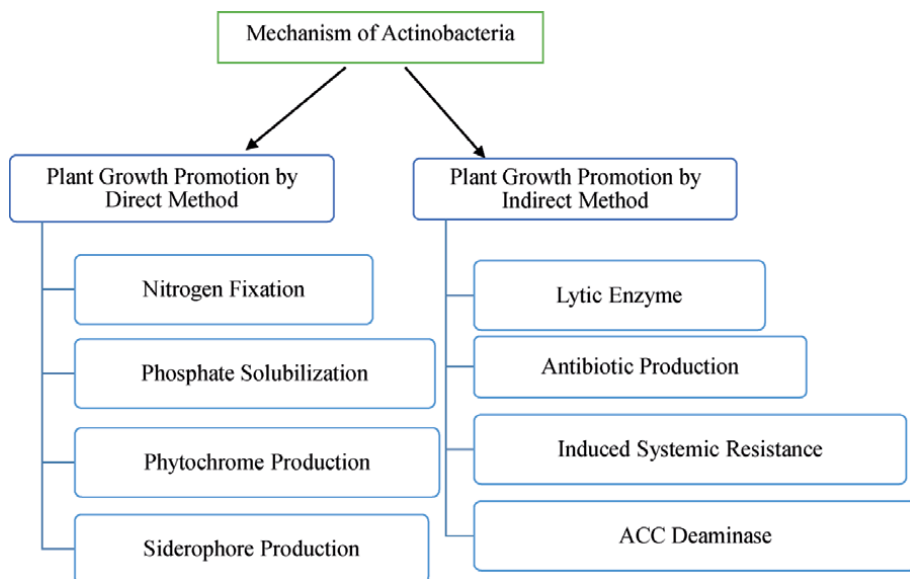 Mechanism of Actinobacteria
Plant Growth Promotion by
Direct Method
Nitrogen Fixation
Phosphate Solubilization
Phytochrome Production
Siderophore Production
Plant Growth Promotion by
Indirect Method
Lytic Enzyme
Antibiotic Production
Induced Systemic Resistance
ACC Deaminase